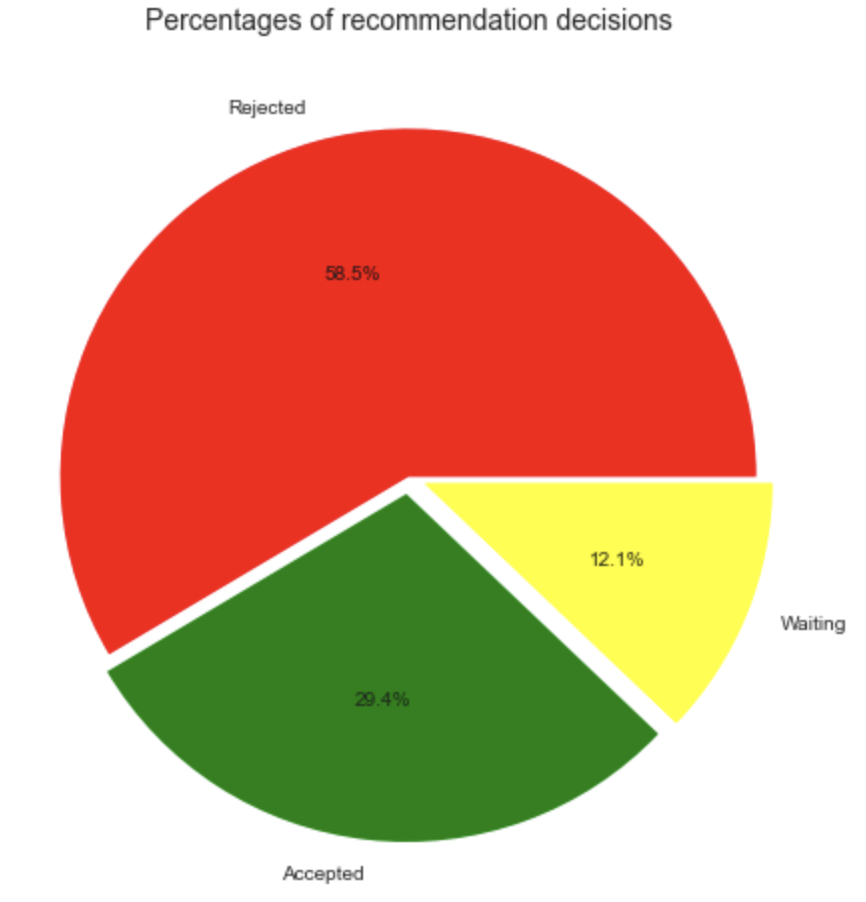 Percentages of recommendation decisions
Rejected
58.5%
12.1%
Waiting
29.4%
Accepted